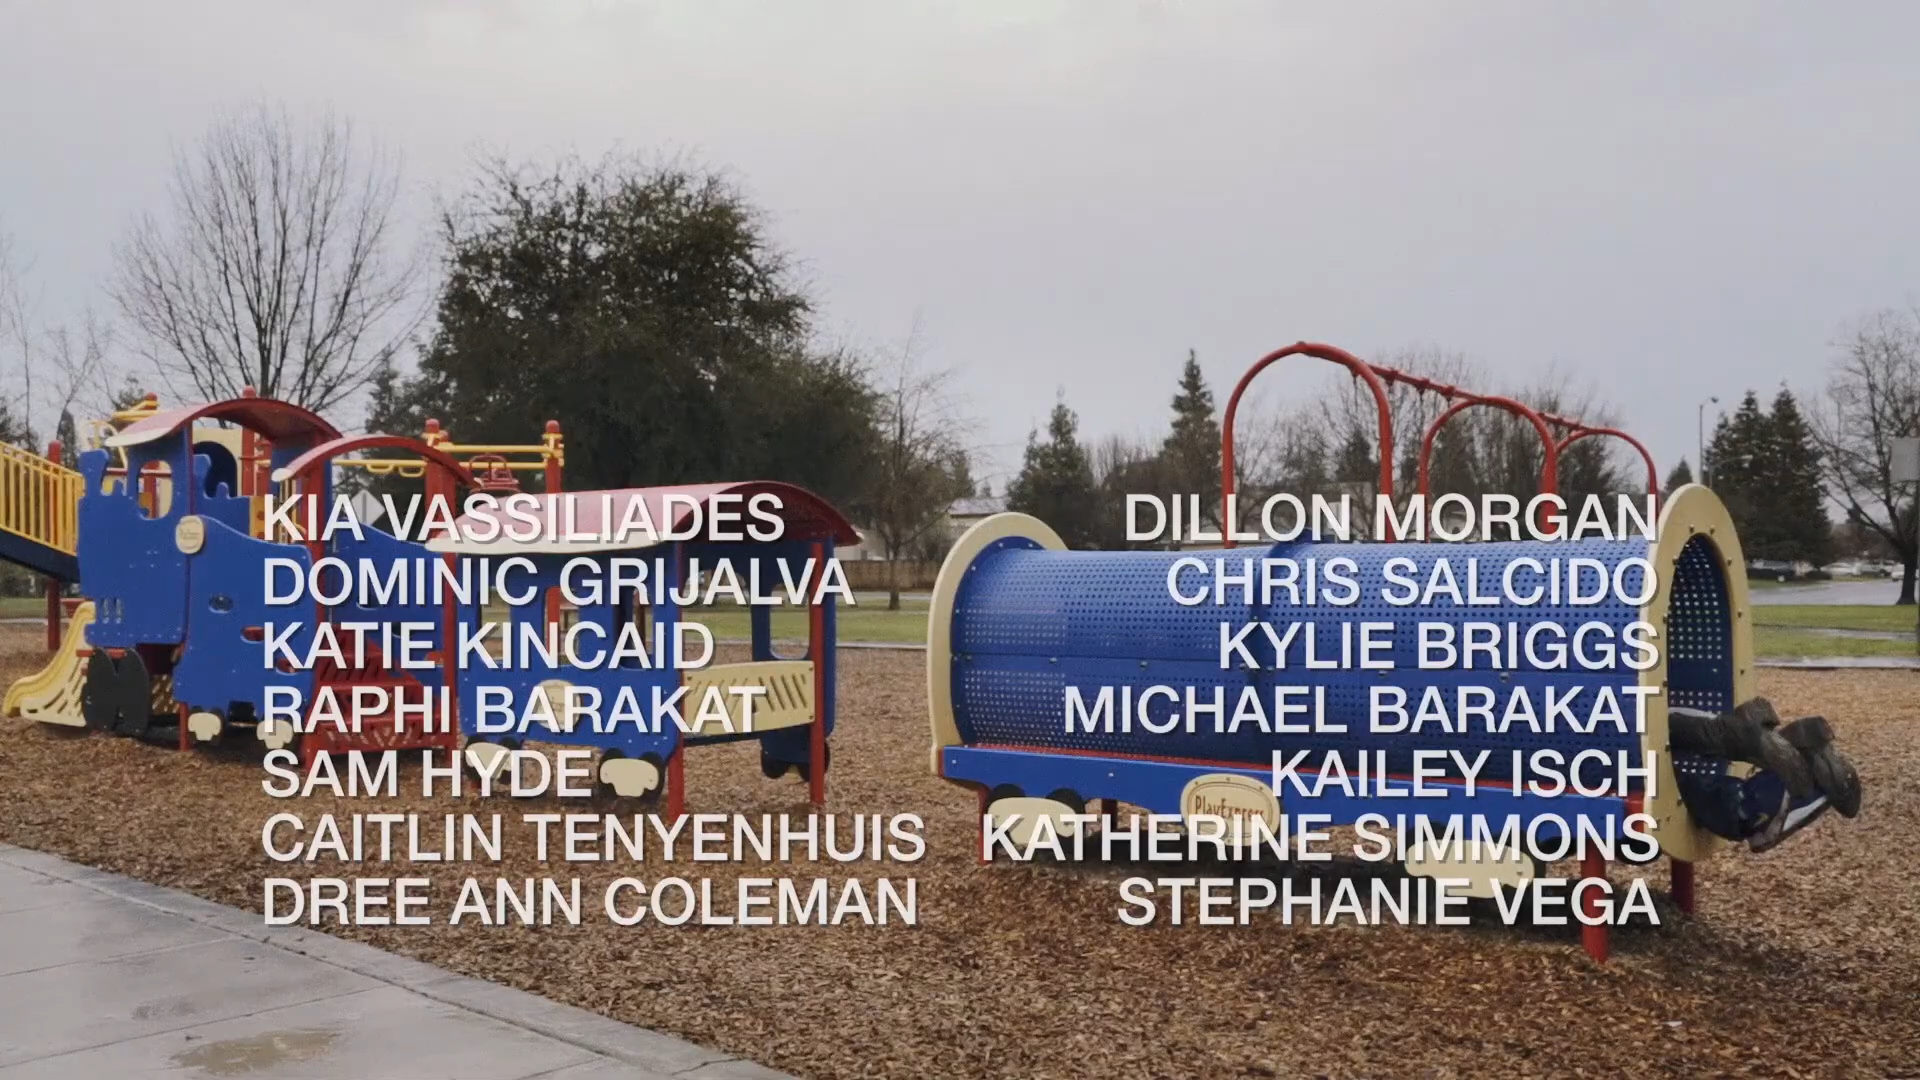 KIA VASSILIADES
DOMINIC GRIJALVA
KATIE KINCAID
RAPHI BARAKAT
SAM HYDE
CAITLIN TENYENHUIS
DREE ANN COLEMAN
DILLON MORGAN
CHRIS SALCIDO
KYLIE BRIGGS
MICHAEL BARAKAT
KAILEY ISCH
KATHERINE SIMMONS
STEPHANIE VEGA
PlayExpress